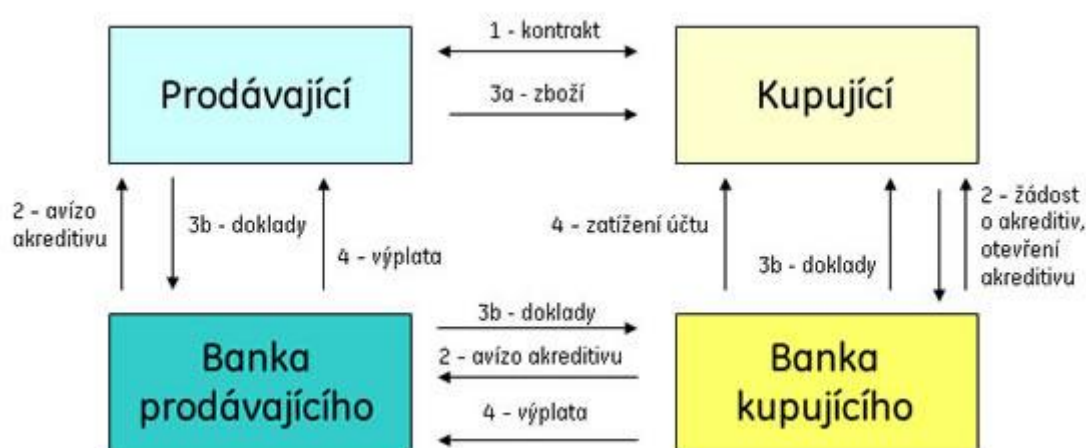 1 - kontrakt
Prodávající
Kupující
3a - zboží
2 - avízo
akreditivu
3b - doklady
4 - výplata
4 - zatížení účtu
3b - doklady
2 - žádost
o akreditiv,
otevření
akreditivu
3b - doklady
Banka
prodávajícího
2 - avízo akreditivu
4 - výplata
Banka
kupujícího